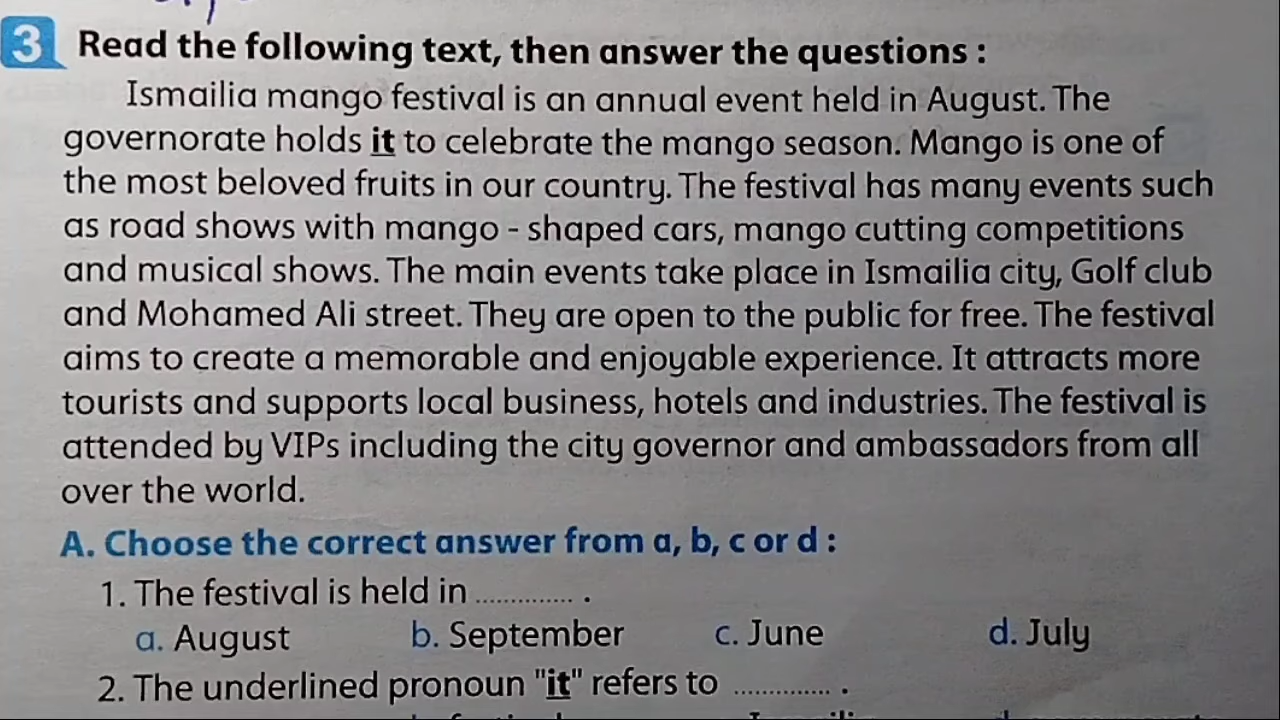 3 Read the following text, then answer the questions :
Ismailia mango festival is an annual event held in August. The
governorate holds it to celebrate the mango season. Mango is one of
the most beloved fruits in our country. The festival has many events such
as road shows with mango - shaped cars, mango cutting competitions
and musical shows. The main events take place in Ismailia city, Golf club
and Mohamed Ali street. They are open to the public for free. The festival
aims to create a memorable and enjoyable experience. It attracts more
tourists and supports local business, hotels and industries. The festival is
attended by VIPs including the city governor and ambassadors from all
over the world.
A. Choose the correct answer from a, b, c or d :
1. The festival is held in .............. .
a. August b. September c. June d. July
2. The underlined pronoun "it" refers to .............. .